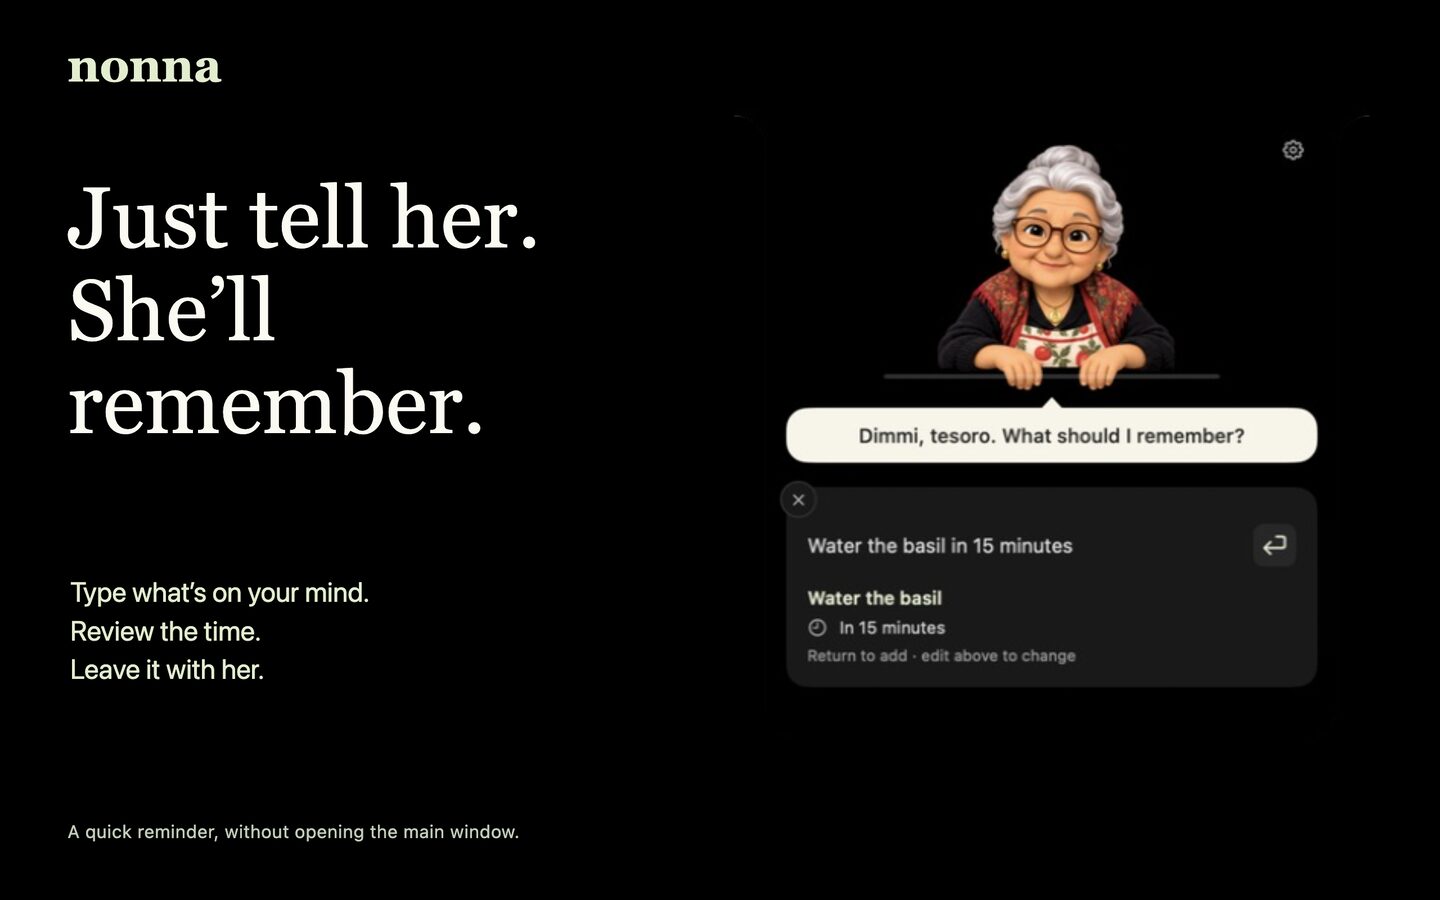 nonna
Just tell her.
She’ll
remember.
Type what’s on your mind.
Review the time.
Leave it with her.
A quick reminder, without opening the main window.
Dimmi, tesoro. What should I remember?
Water the basil in 15 minutes
Water the basil
In 15 minutes
Return to add · edit above to change